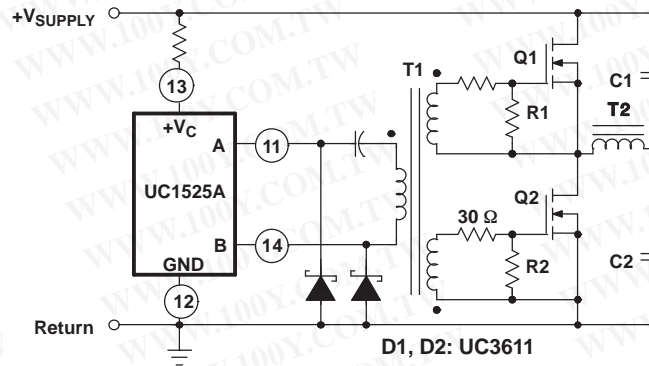 +VSUPPLY
Q1
T1
13
C1
+VC
R1
T2
A
11
UC1525A
Q2
30 Ω
B
14
GND
R2
C2
12
Return
D1, D2: UC3611
WWW.100Y.COM.TW